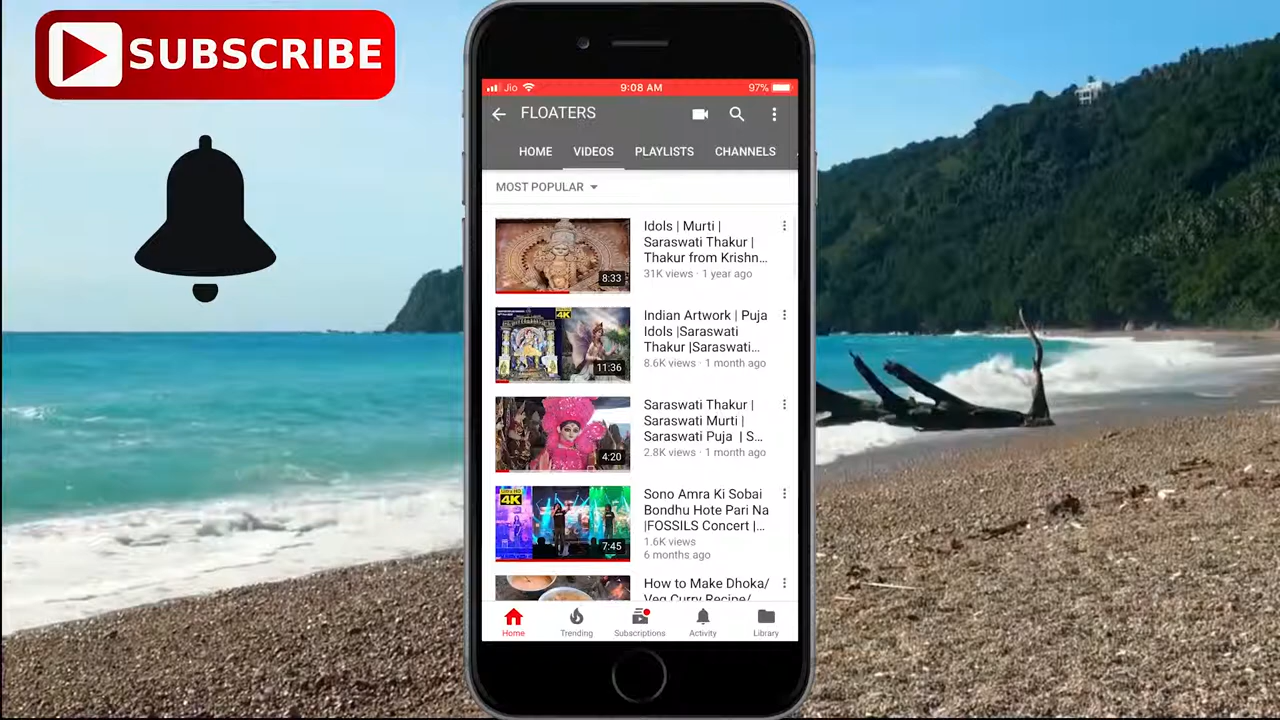 SUBSCRIBE
Jio 9:08 AM 97%
FLOATERS
HOME VIDEOS PLAYLISTS CHANNELS
MOST POPULAR
Idols | Murti |
Saraswati Thakur |
Thakur from Krishn...
31K views · 1 year ago
8:33
Indian Artwork | Puja
Idols |Saraswati
Thakur |Saraswati...
8.6K views · 1 month ago
4K
11:36
Saraswati Thakur |
Saraswati Murti |
Saraswati Puja | S...
2.8K views · 1 month ago
4:20
Sono Amra Ki Sobai
Bondhu Hote Pari Na
|FOSSILS Concert |...
1.6K views
6 months ago
4K
7:45
How to Make Dhoka/
Veg Curry Recipe/
Home Trending Subscriptions Activity Library